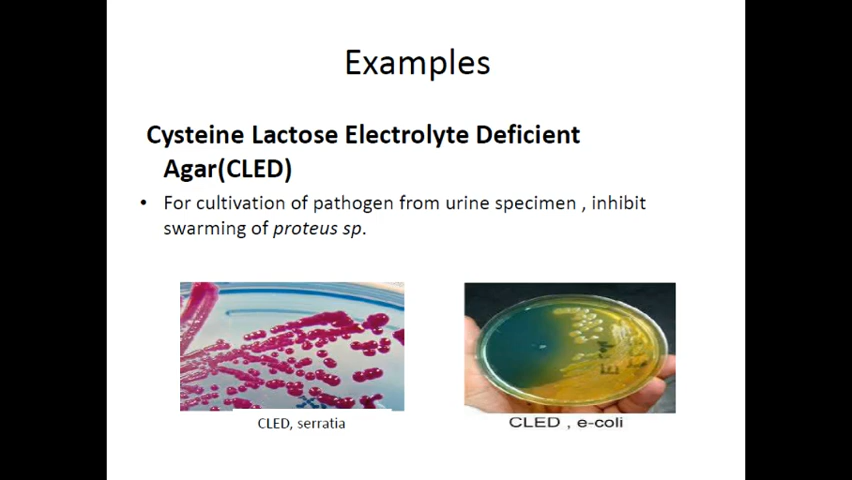 Examples
Cysteine Lactose Electrolyte Deficient
Agar(CLED)
• For cultivation of pathogen from urine specimen , inhibit
swarming of proteus sp.
CLED, serratia
CLED , e-coli